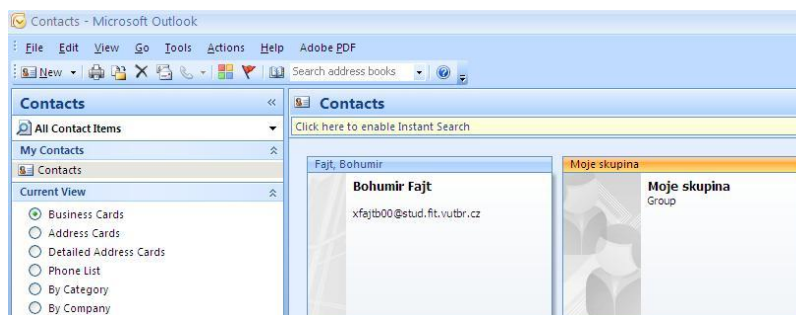 Contacts - Microsoft Outlook
File Edit View Go Tools Actions Help Adobe PDF
New Search address books
Contacts «
All Contact Items
My Contacts
Contacts
Current View
Business Cards
Address Cards
Detailed Address Cards
Phone List
By Category
By Company
Contacts
Click here to enable Instant Search
Fajt, Bohumir
Bohumir Fajt
xfajtb00@stud.fit.vutbr.cz
Moje skupina
Moje skupina
Group